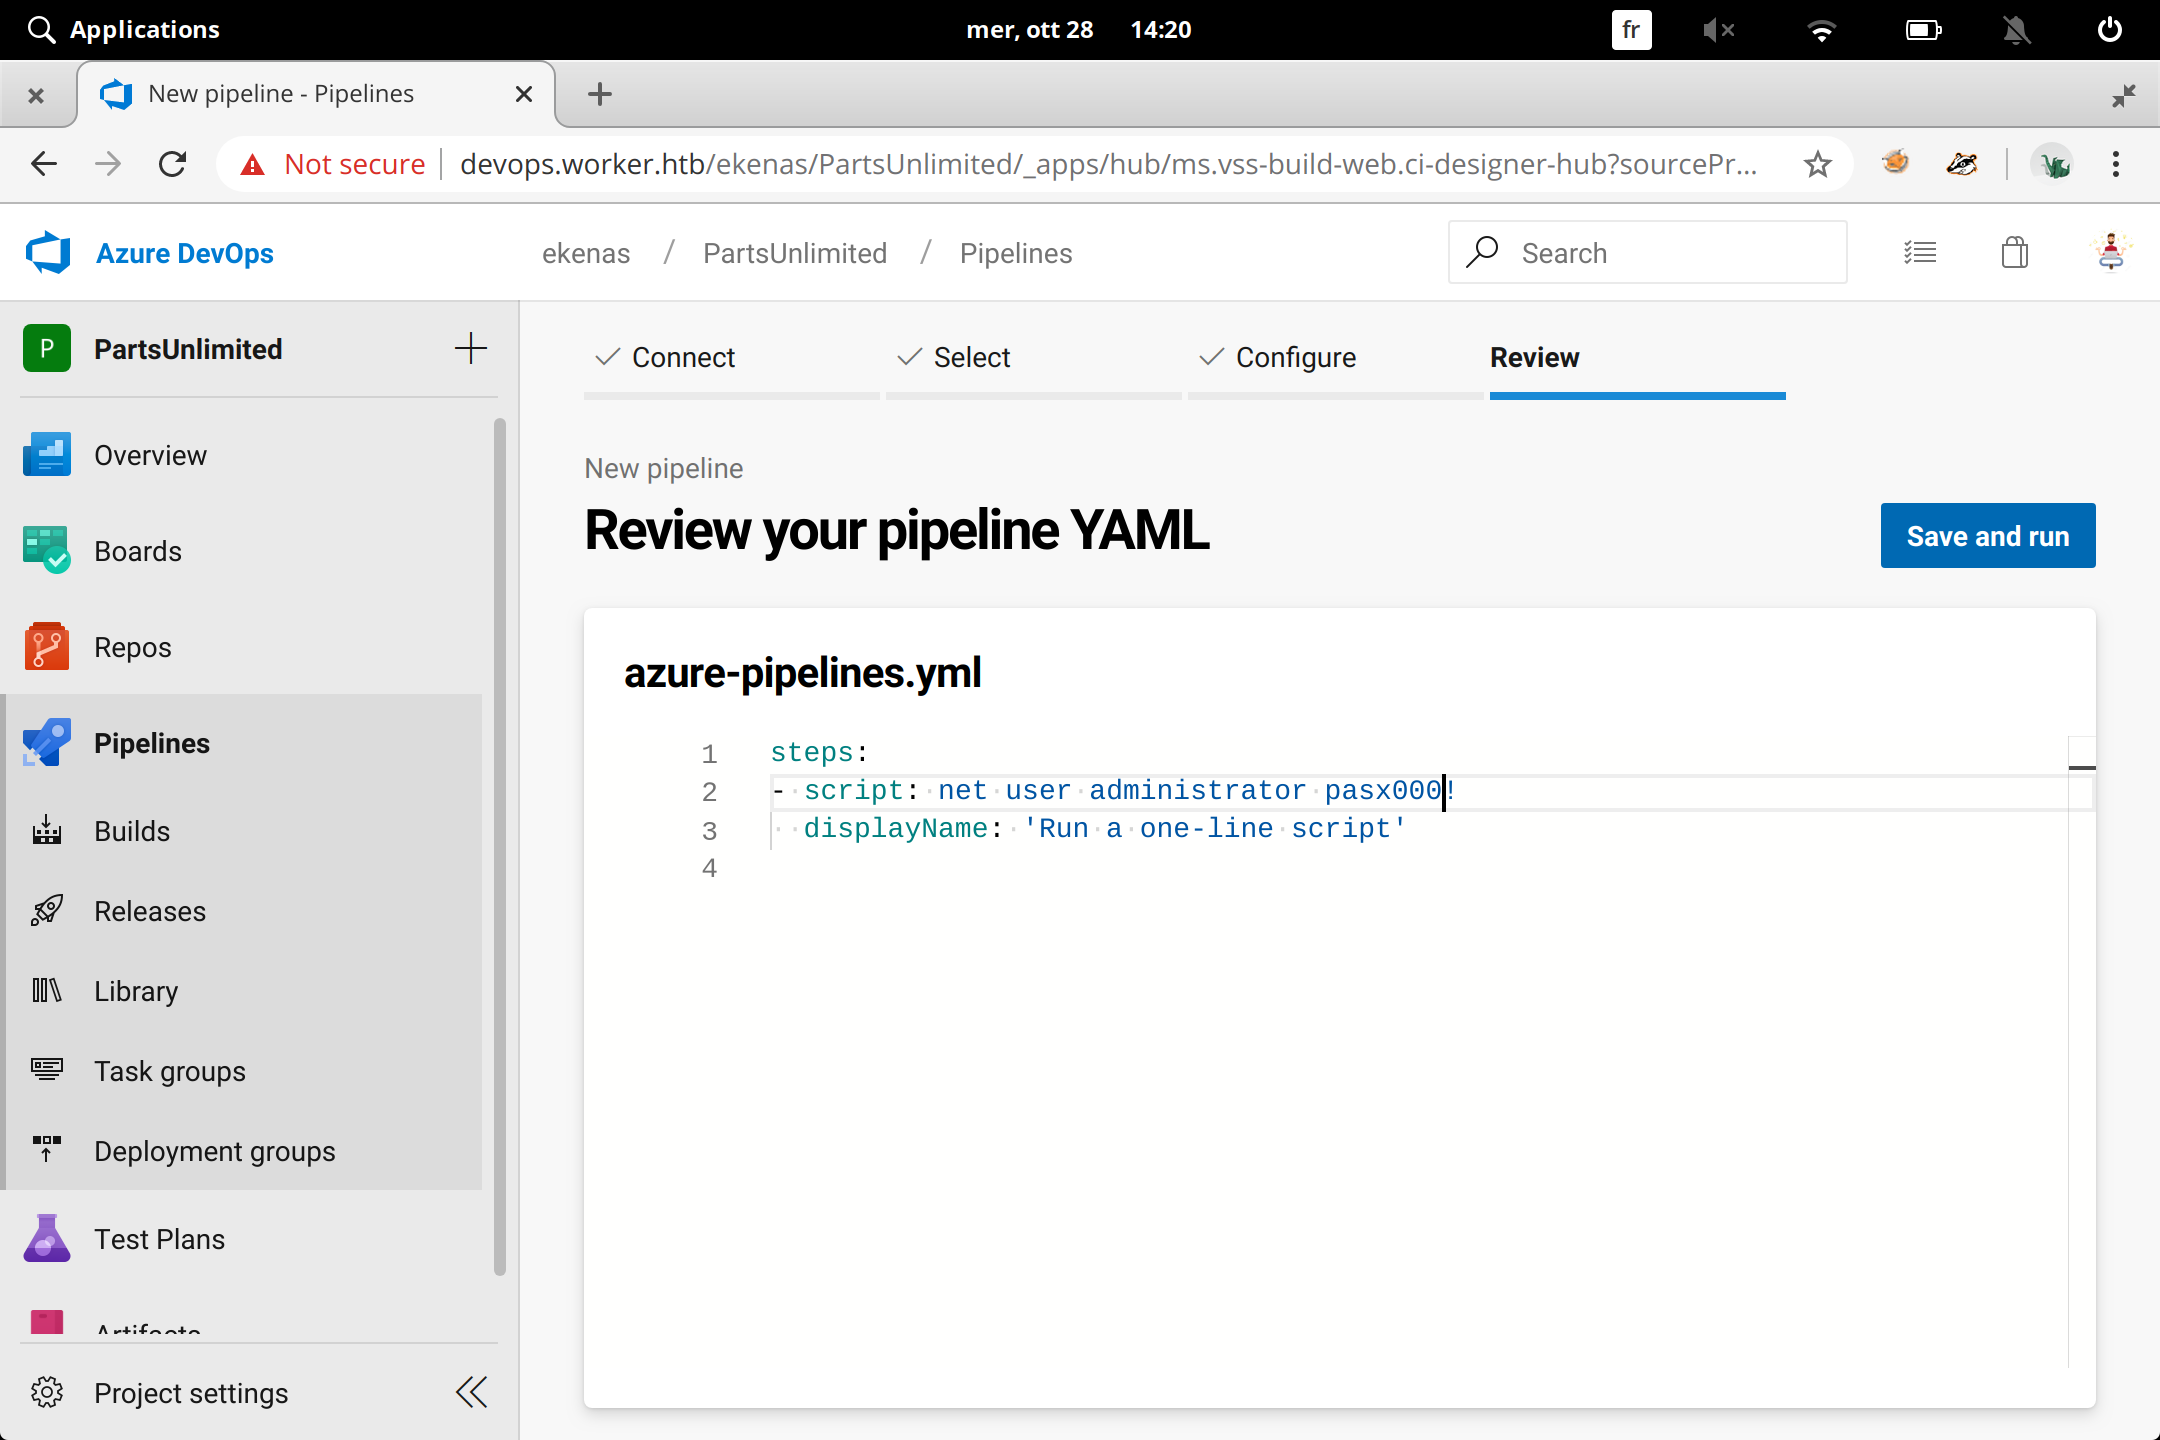 Applications
mer, ott 28 14:20
fr
New pipeline - Pipelines
Not secure
devops.worker.htb/ekenas/PartsUnlimited/_apps/hub/ms.vss-build-web.ci-designer-hub?sourcePr...
Azure DevOps
ekenas / PartsUnlimited / Pipelines
Search
P PartsUnlimited
Overview
Boards
Repos
Pipelines
Builds
Releases
Library
Task groups
Deployment groups
Test Plans
Artifacts
Project settings
Connect
Select
Configure
Review
New pipeline
Review your pipeline YAML
Save and run
azure-pipelines.yml
1 steps:
2 - script: net user administrator pasx000!
3 displayName: 'Run a one-line script'
4